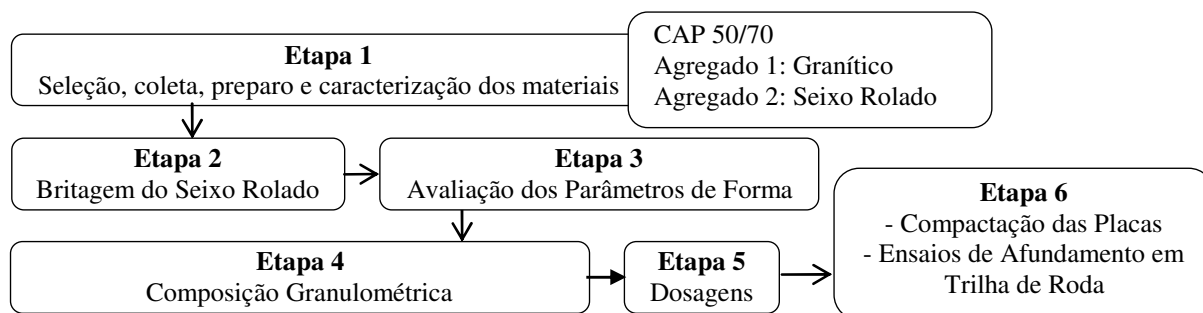 Etapa 1
Seleção, coleta, preparo e caracterização dos materiais
CAP 50/70
Agregado 1: Granítico
Agregado 2: Seixo Rolado
Etapa 2
Britagem do Seixo Rolado
Etapa 3
Avaliação dos Parâmetros de Forma
Etapa 4
Composição Granulométrica
Etapa 5
Dosagens
Etapa 6
- Compactação das Placas
- Ensaios de Afundamento em
Trilha de Roda